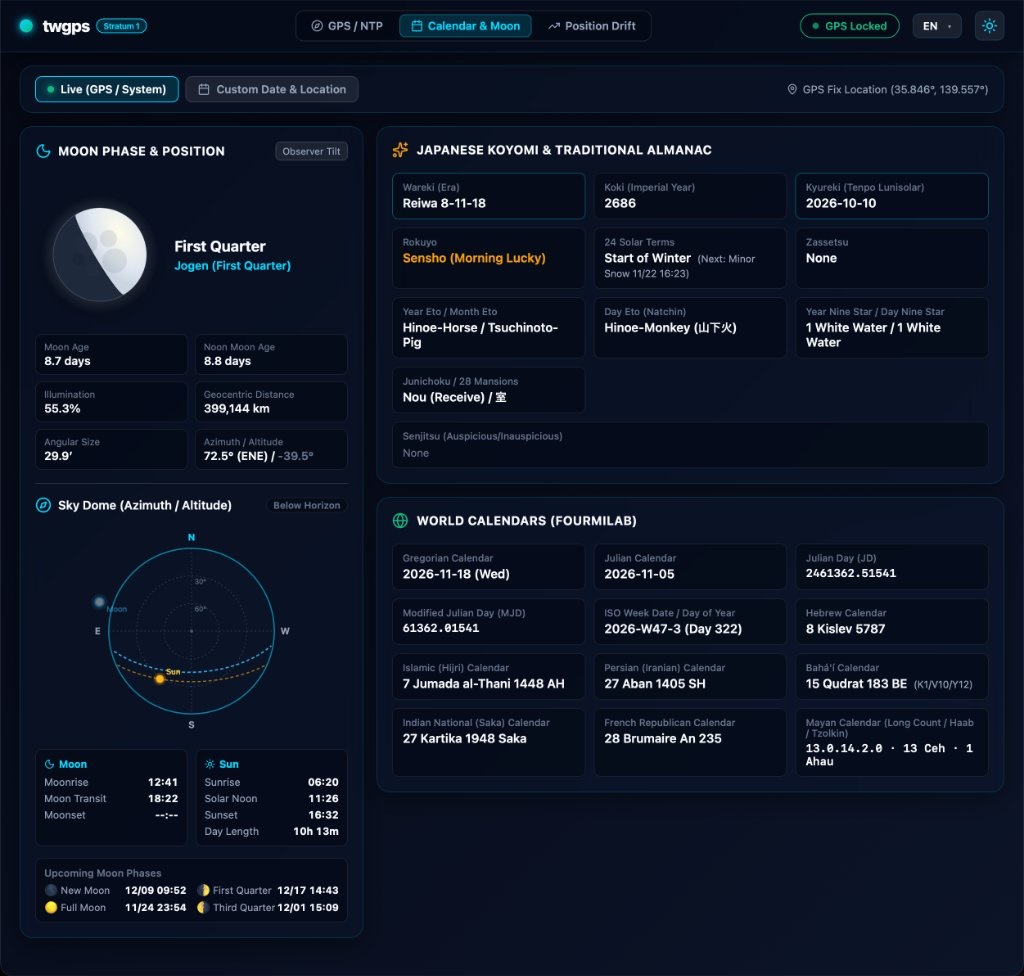 twgps
Stratum 1
GPS / NTP
Calendar & Moon
Position Drift
GPS Locked
EN
Live (GPS / System)
Custom Date & Location
GPS Fix Location (35.846°, 139.557°)
MOON PHASE & POSITION
Observer Tilt
First Quarter
Jogen (First Quarter)
Moon Age
8.7 days
Noon Moon Age
8.8 days
Illumination
55.3%
Geocentric Distance
399,144 km
Angular Size
29.9′
Azimuth / Altitude
72.5° (ENE) / -39.5°
Sky Dome (Azimuth / Altitude)
Below Horizon
N
30°
60°
Moon
E
W
Sun
S
Moon
Moonrise 12:41
Moon Transit 18:22
Moonset --:--
Sun
Sunrise 06:20
Solar Noon 11:26
Sunset 16:32
Day Length 10h 13m
Upcoming Moon Phases
New Moon 12/09 09:52
First Quarter 12/17 14:43
Full Moon 11/24 23:54
Third Quarter 12/01 15:09
JAPANESE KOYOMI & TRADITIONAL ALMANAC
Wareki (Era)
Reiwa 8-11-18
Koki (Imperial Year)
2686
Kyureki (Tenpo Lunisolar)
2026-10-10
Rokuyo
Sensho (Morning Lucky)
24 Solar Terms
Start of Winter (Next: Minor
Snow 11/22 16:23)
Zassetsu
None
Year Eto / Month Eto
Hinoe-Horse / Tsuchinoto-
Pig
Day Eto (Natchin)
Hinoe-Monkey (山下火)
Year Nine Star / Day Nine Star
1 White Water / 1 White
Water
Junichoku / 28 Mansions
Nou (Receive) / 室
Senjitsu (Auspicious/Inauspicious)
None
WORLD CALENDARS (FOURMILAB)
Gregorian Calendar
2026-11-18 (Wed)
Julian Calendar
2026-11-05
Julian Day (JD)
2461362.51541
Modified Julian Day (MJD)
61362.01541
ISO Week Date / Day of Year
2026-W47-3 (Day 322)
Hebrew Calendar
8 Kislev 5787
Islamic (Hijri) Calendar
7 Jumada al-Thani 1448 AH
Persian (Iranian) Calendar
27 Aban 1405 SH
Bahá'í Calendar
15 Qudrat 183 BE (K1/V10/Y12)
Indian National (Saka) Calendar
27 Kartika 1948 Saka
French Republican Calendar
28 Brumaire An 235
Mayan Calendar (Long Count / Haab
/ Tzolkin)
13.0.14.2.0 · 13 Ceh · 1
Ahau